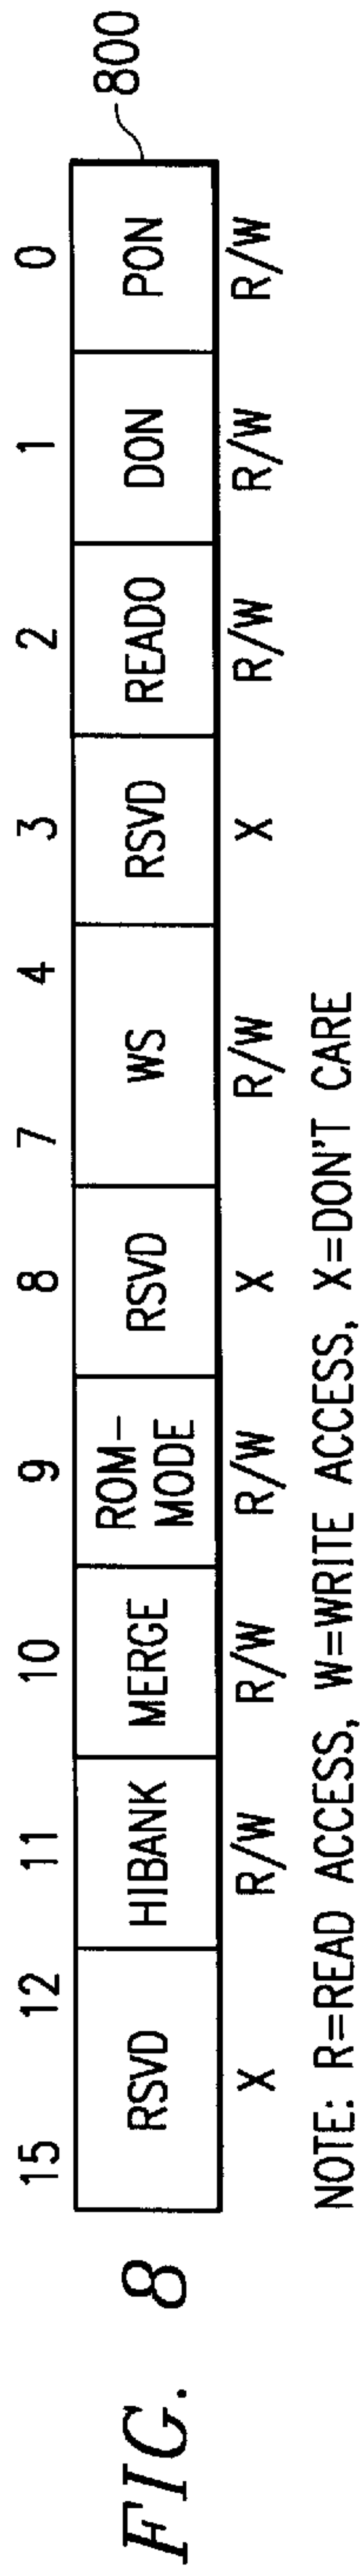 15 12 11 10 9 8 7 4 3 2 1 0
RSVD HIBANK MERGE ROM-
MODE RSVD WS RSVD READO DON PON
800
X R/W R/W R/W X R/W X R/W R/W R/W
NOTE: R=READ ACCESS, W=WRITE ACCESS, X=DON'T CARE
FIG. 8